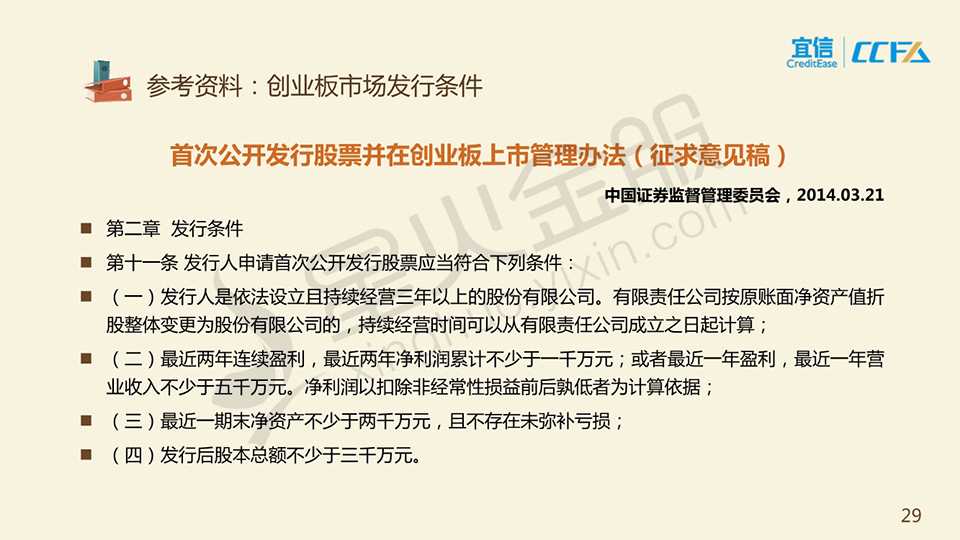 宜信
CreditEase
CCFA
参考资料：创业板市场发行条件
首次公开发行股票并在创业板上市管理办法（征求意见稿）
中国证券监督管理委员会，2014.03.21
■ 第二章 发行条件
■ 第十一条 发行人申请首次公开发行股票应当符合下列条件：
■ （一）发行人是依法设立且持续经营三年以上的股份有限公司。有限责任公司按原账面净资产值折
股整体变更为股份有限公司的，持续经营时间可以从有限责任公司成立之日起计算；
■ （二）最近两年连续盈利，最近两年净利润累计不少于一千万元；或者最近一年盈利，最近一年营
业收入不少于五千万元。净利润以扣除非经常性损益前后孰低者为计算依据；
■ （三）最近一期末净资产不少于两千万元，且不存在未弥补亏损；
■ （四）发行后股本总额不少于三千万元。
星火金服
29